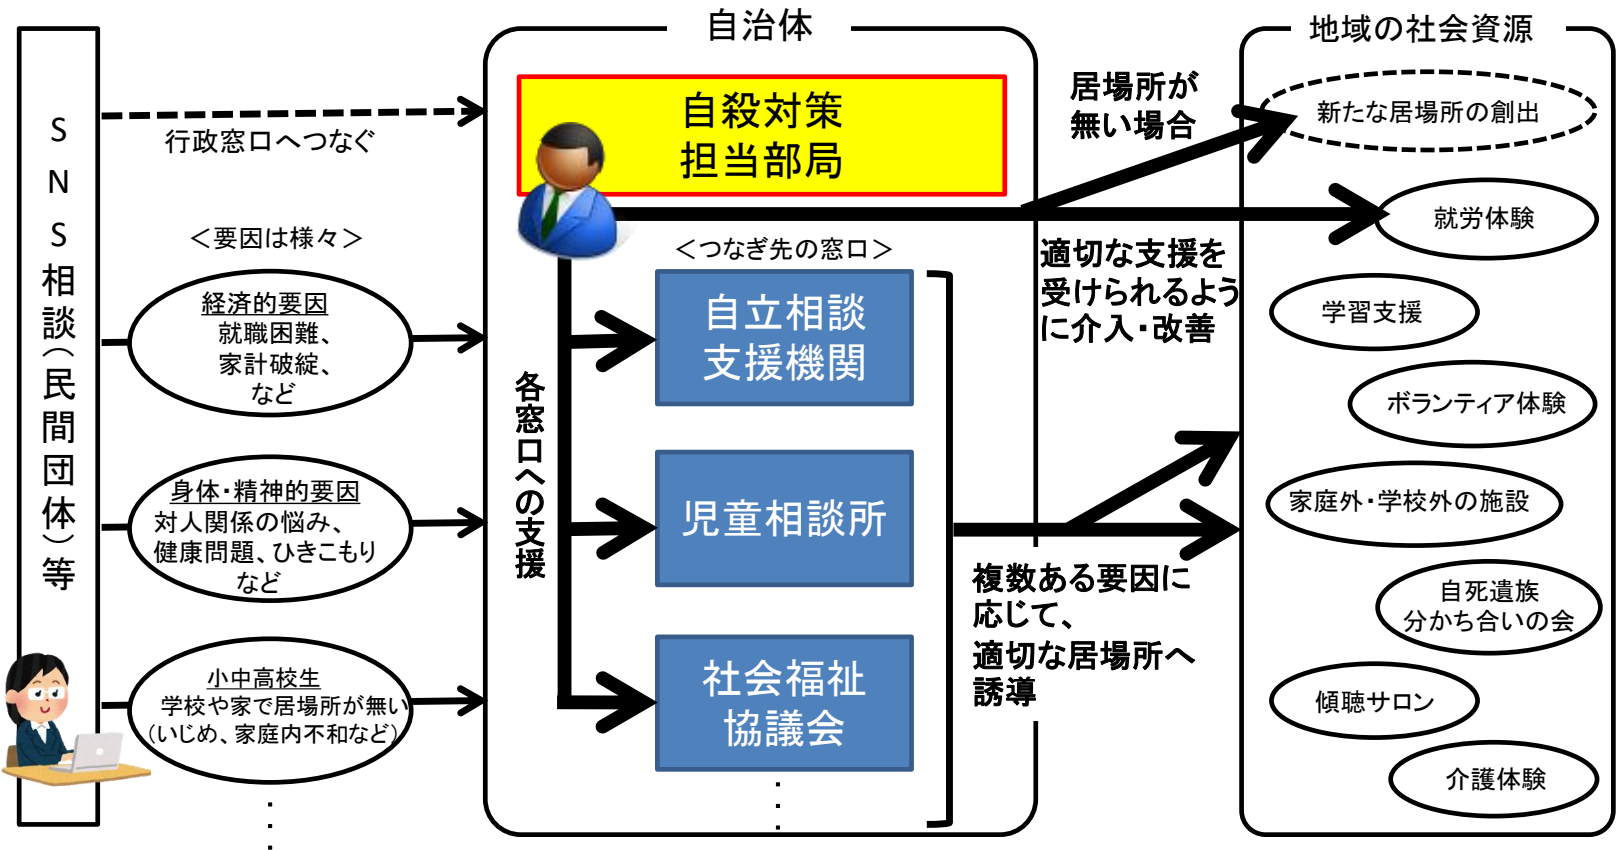 SNS相談（民間団体）等
行政窓口へつなぐ
＜要因は様々＞
経済的要因
就職困難、
家計破綻、
など
身体・精神的要因
対人関係の悩み、
健康問題、ひきこもり
など
小中高校生
学校や家で居場所が無い
（いじめ、家庭内不和など）
自治体
自殺対策
担当部局
＜つなぎ先の窓口＞
各窓口への支援
自立相談
支援機関
児童相談所
社会福祉
協議会
居場所が
無い場合
適切な支援を
受けられるよう
に介入・改善
複数ある要因に
応じて、
適切な居場所へ
誘導
地域の社会資源
新たな居場所の創出
就労体験
学習支援
ボランティア体験
家庭外・学校外の施設
自死遺族
分かち合いの会
傾聴サロン
介護体験